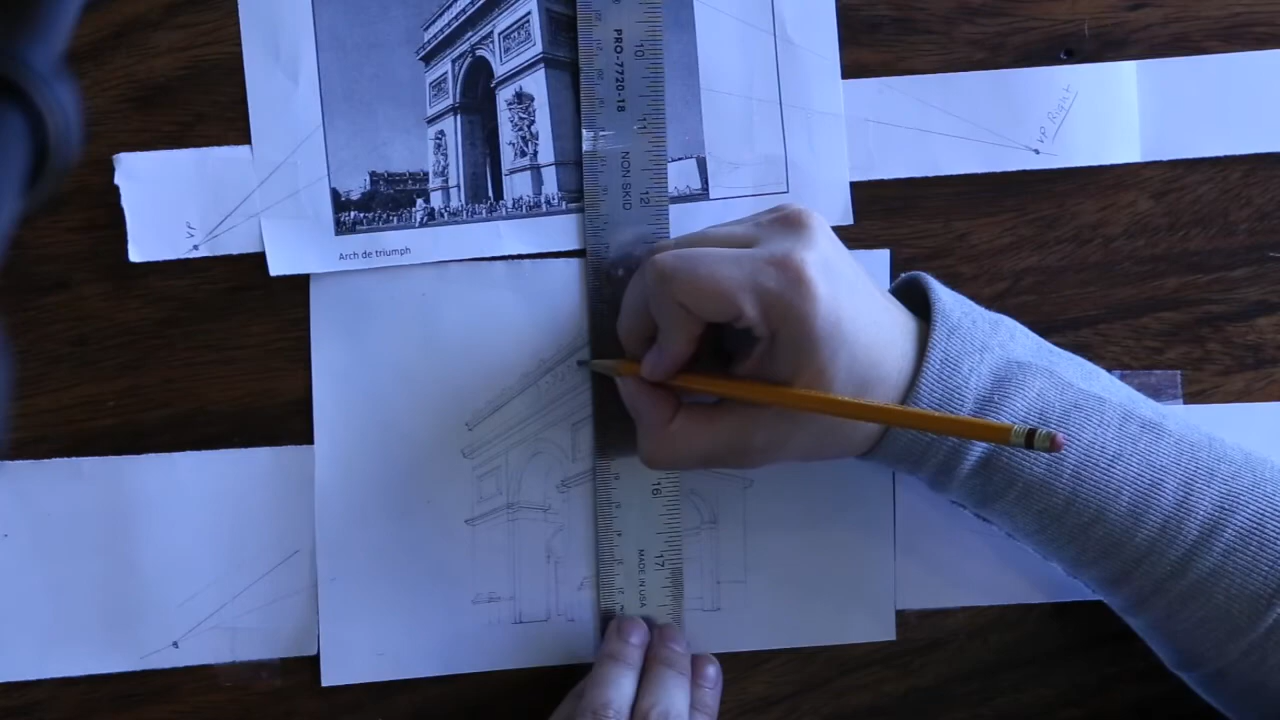 PRO-7720-18
10
11
NON SKID
12
VP Right
VP
Arch de triumph
16
MADE IN USA
17